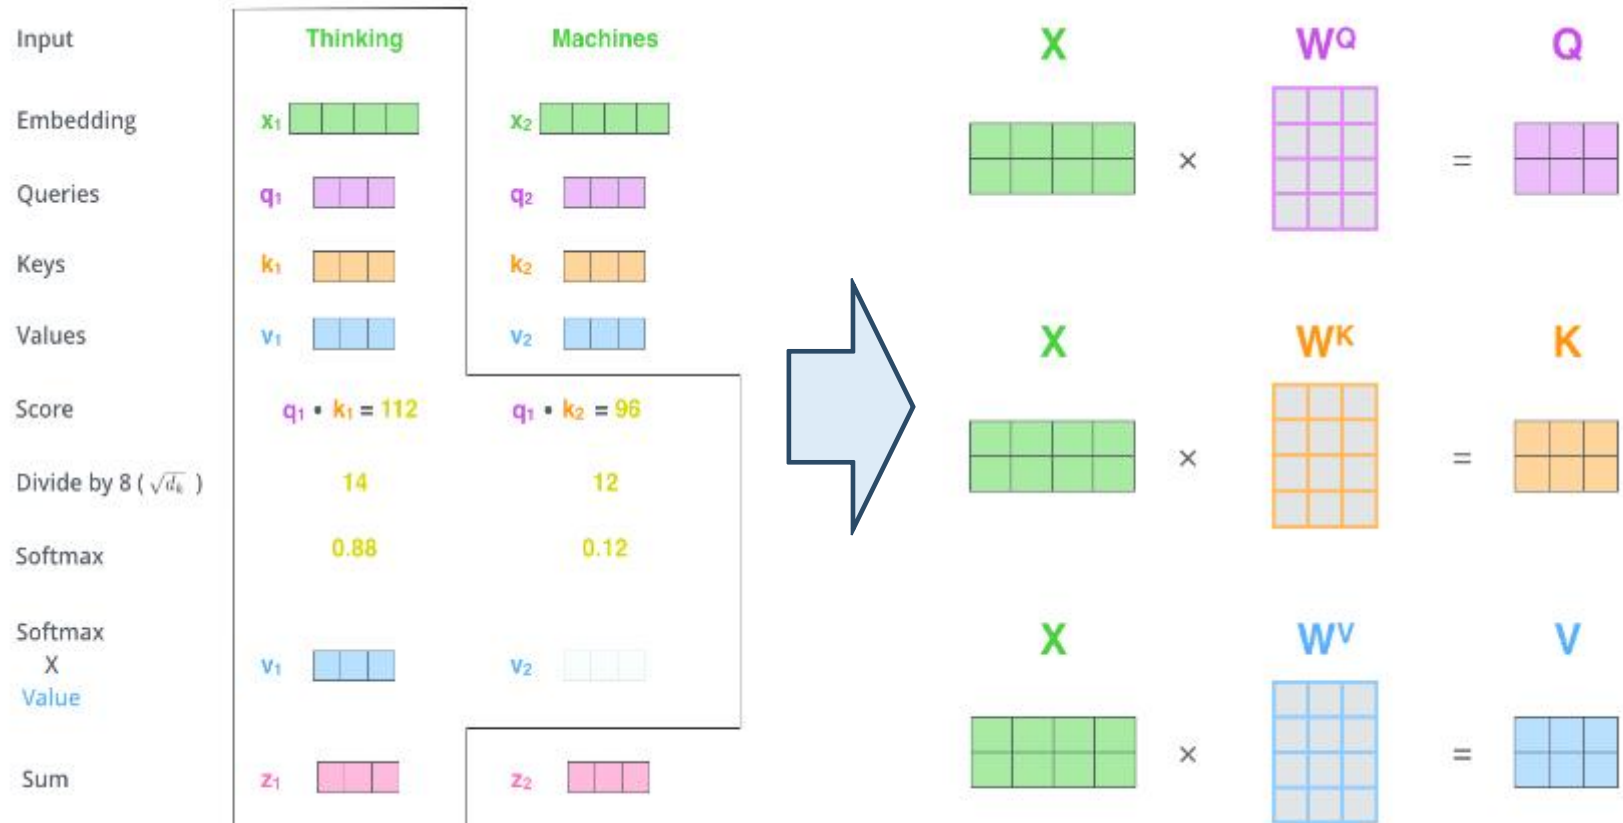 Input Thinking Machines
Embedding x₁ x₂
Queries q₁ q₂
Keys k₁ k₂
Values v₁ v₂
Score q₁ • k₁ = 112 q₁ • k₂ = 96
Divide by 8 ( √dₖ ) 14 12
Softmax 0.88 0.12
Softmax
X
Value
v₁ v₂
Sum z₁ z₂
X Wᑫ Q
× =
X Wᴷ K
× =
X Wⱽ V
× =